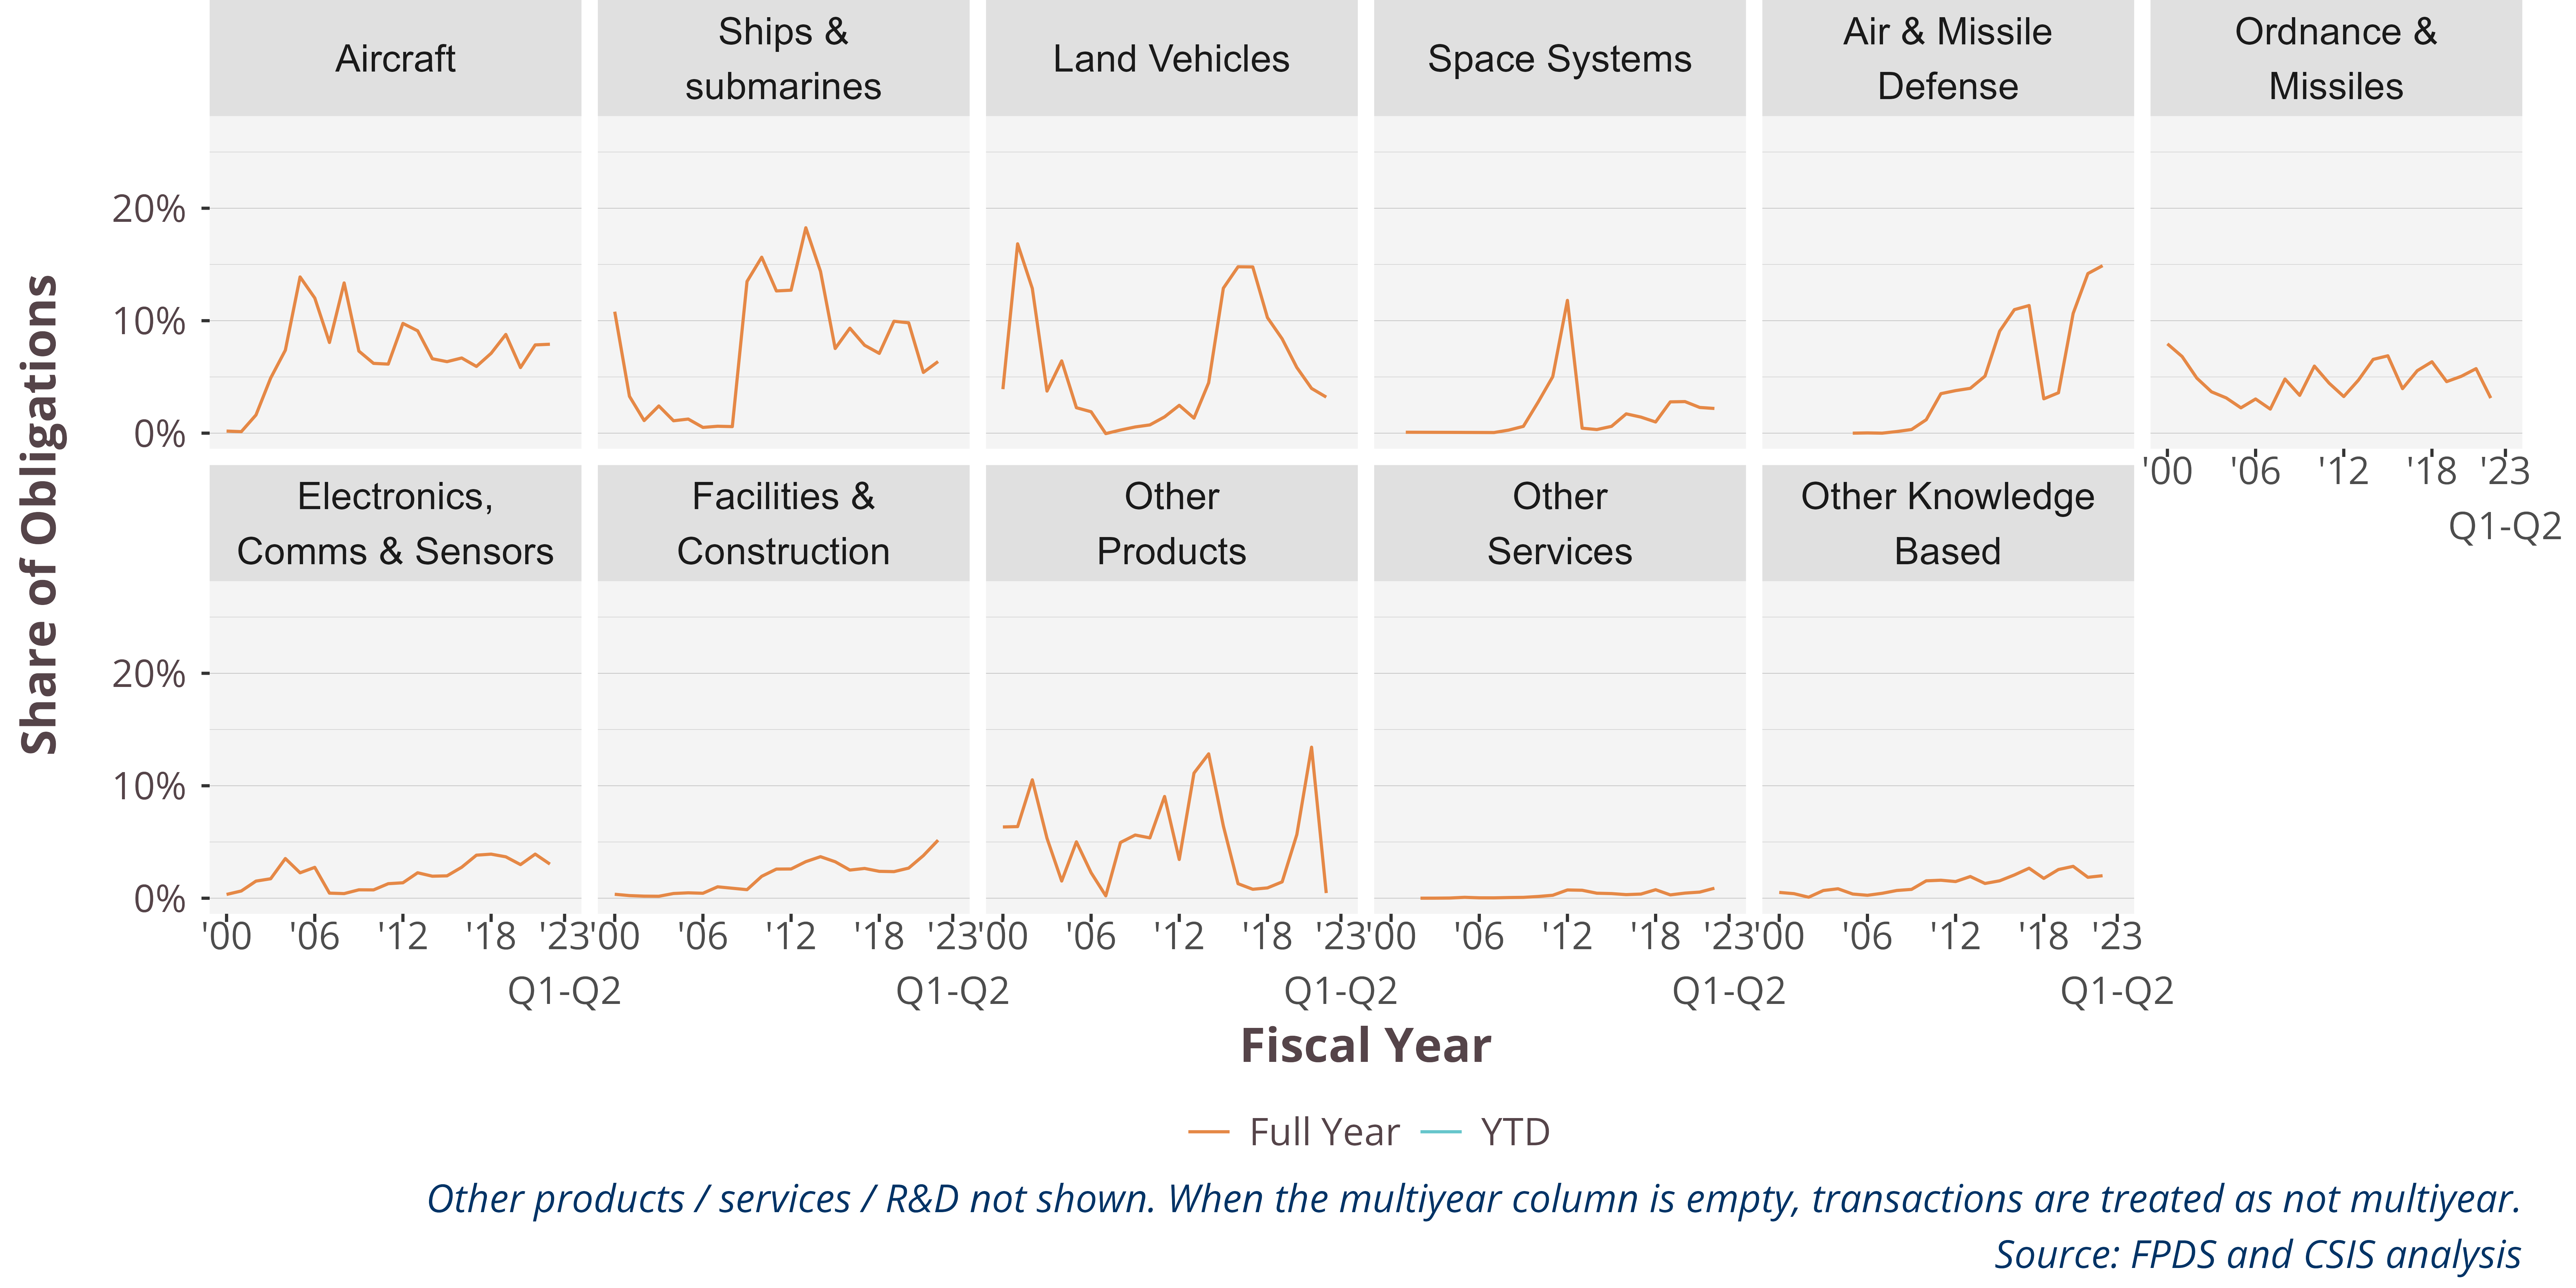 Aircraft
Ships &
submarines
Land Vehicles
Space Systems
Air & Missile
Defense
Ordnance &
Missiles
20%
10%
0%
'00 '06 '12 '18 '23
Q1-Q2
Electronics,
Comms & Sensors
Facilities &
Construction
Other
Products
Other
Services
Other Knowledge
Based
20%
10%
0%
'00 '06 '12 '18 '23
Q1-Q2
'00 '06 '12 '18 '23
Q1-Q2
'00 '06 '12 '18 '23
Q1-Q2
'00 '06 '12 '18 '23
Q1-Q2
'00 '06 '12 '18 '23
Q1-Q2
Share of Obligations
Fiscal Year
Full Year YTD
Other products / services / R&D not shown. When the multiyear column is empty, transactions are treated as not multiyear.
Source: FPDS and CSIS analysis